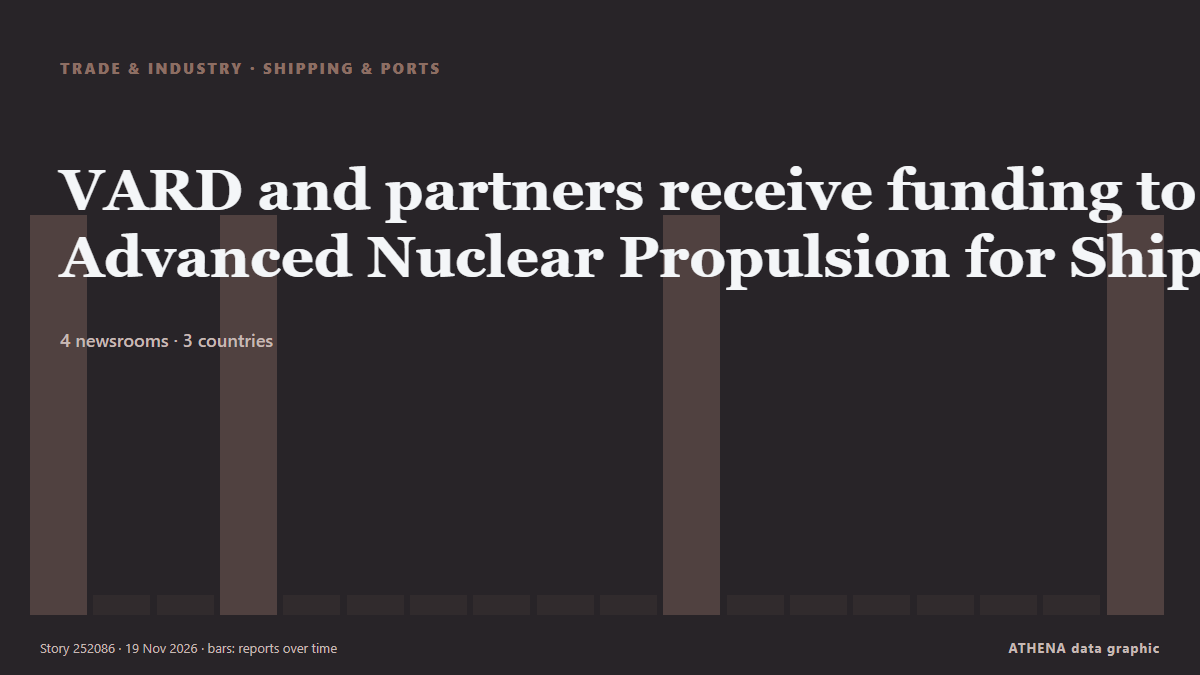 TRADE & INDUSTRY · SHIPPING & PORTS
VARD and partners receive funding to
Advanced Nuclear Propulsion for Ship
4 newsrooms · 3 countries
Story 252086 · 19 Nov 2026 · bars: reports over time
ATHENA data graphic